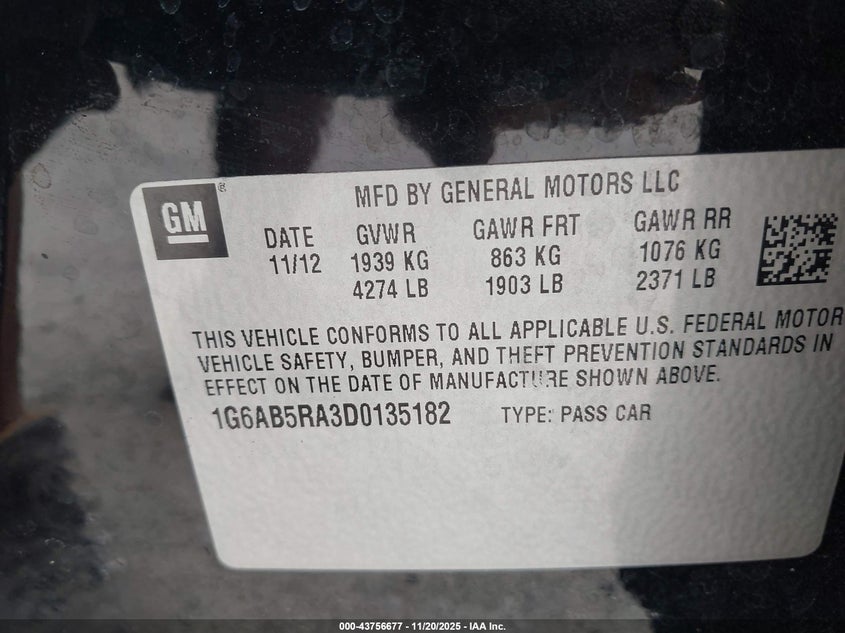 GM ®
MFD BY GENERAL MOTORS LLC
DATE GVWR GAWR FRT GAWR RR
11/12 1939 KG 863 KG 1076 KG
4274 LB 1903 LB 2371 LB
THIS VEHICLE CONFORMS TO ALL APPLICABLE U.S. FEDERAL MOTOR
VEHICLE SAFETY, BUMPER, AND THEFT PREVENTION STANDARDS IN
EFFECT ON THE DATE OF MANUFACTURE SHOWN ABOVE.
1G6AB5RA3D0135182 TYPE: PASS CAR
000-43756677 - 11/20/2025 - IAA Inc.